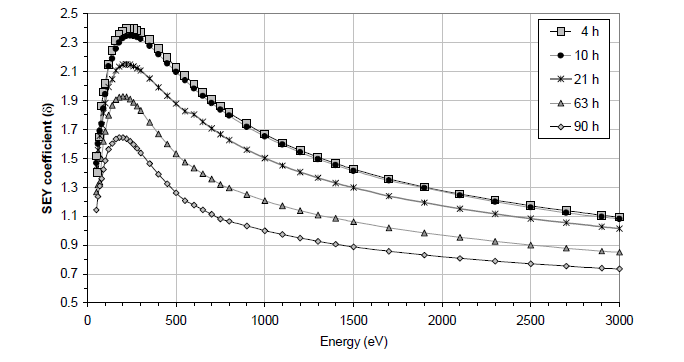 2.5
2.3
2.1
1.9
1.7
1.5
1.3
1.1
0.9
0.7
0.5
SEY coefficient (δ)
0 500 1000 1500 2000 2500 3000
Energy (eV)
4 h
10 h
21 h
63 h
90 h